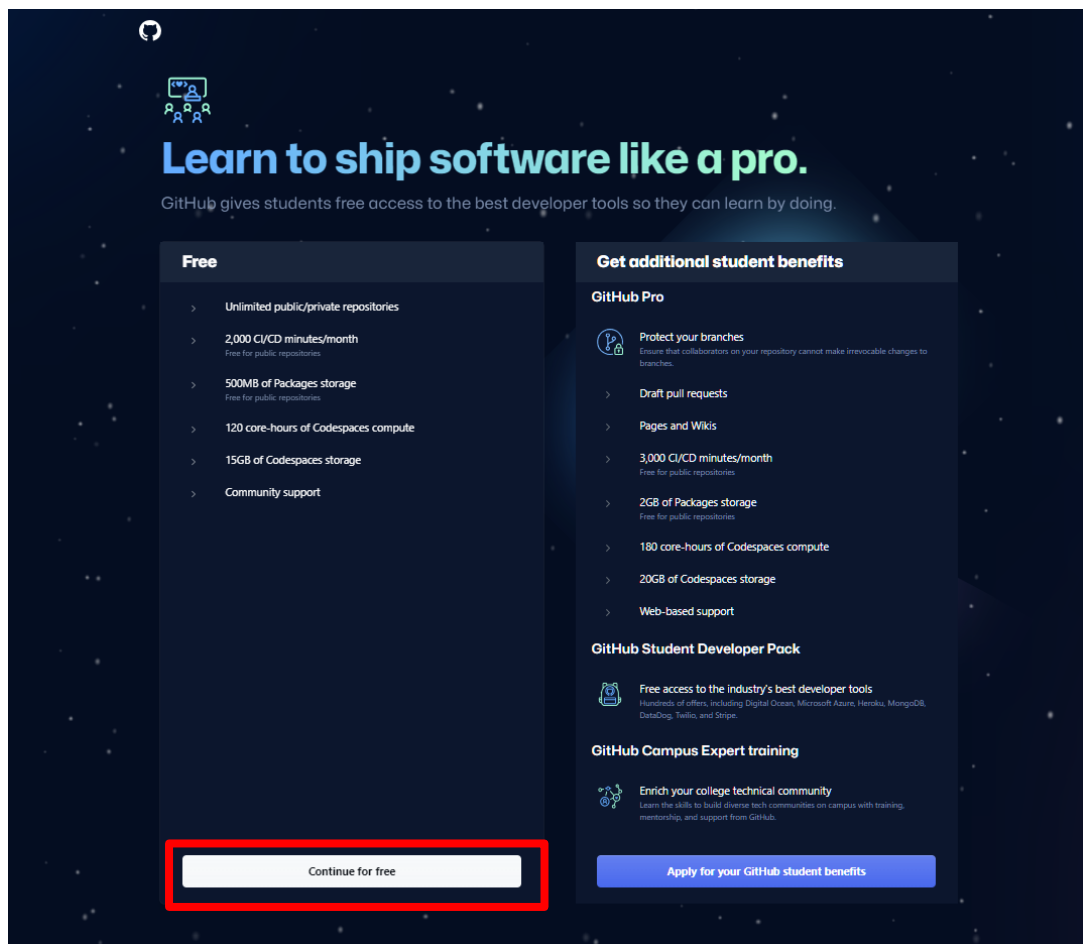 Learn to ship software like a pro.
GitHub gives students free access to the best developer tools so they can learn by doing.
Free
Unlimited public/private repositories
2,000 CI/CD minutes/month
Free for public repositories
500MB of Packages storage
Free for public repositories
120 core-hours of Codespaces compute
15GB of Codespaces storage
Community support
Continue for free
Get additional student benefits
GitHub Pro
Protect your branches
Ensure that collaborators on your repository cannot make irrevocable changes to
branches.
Draft pull requests
Pages and Wikis
3,000 CI/CD minutes/month
Free for public repositories
2GB of Packages storage
Free for public repositories
180 core-hours of Codespaces compute
20GB of Codespaces storage
Web-based support
GitHub Student Developer Pack
Free access to the industry's best developer tools
Hundreds of offers, including Digital Ocean, Microsoft Azure, Heroku, MongoDB,
DataDog, Twilio, and Stripe.
GitHub Campus Expert training
Enrich your college technical community
Learn the skills to build diverse tech communities on campus with training,
mentorship, and support from GitHub.
Apply for your GitHub student benefits